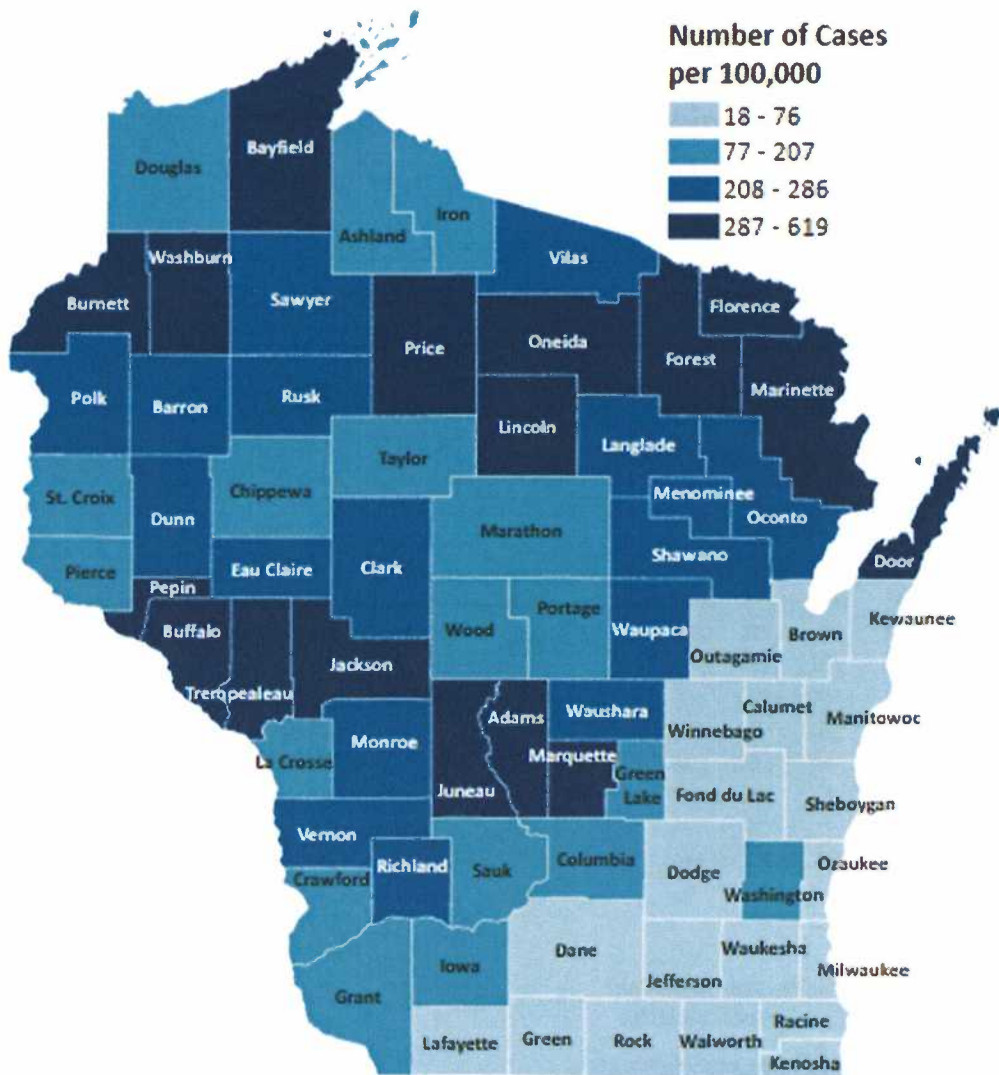 Number of Cases
per 100,000
18 - 76
77 - 207
208 - 286
287 - 619
Bayfield
Douglas
Iron
Ashland
Washburn
Vilas
Burnett
Sawyer
Florence
Price
Oneida
Forest
Marinette
Polk
Barron
Rusk
Lincoln
Langlade
Taylor
St. Croix
Chippewa
Menominee
Dunn
Oconto
Marathon
Shawano
Pierce
Eau Claire
Clark
Door
Pepin
Portage
Kewaunee
Buffalo
Wood
Waupaca
Brown
Outagamie
Jackson
Trempealeau
Adams
Waushara
Calumet
Manitowoc
Winnebago
Monroe
La Crosse
Marquette
Green
Lake
Juneau
Fond du Lac
Sheboygan
Vernon
Richland
Sauk
Columbia
Ozaukee
Crawford
Dodge
Washington
Dane
Waukesha
Iowa
Jefferson
Milwaukee
Grant
Racine
Lafayette
Green
Rock
Walworth
Kenosha